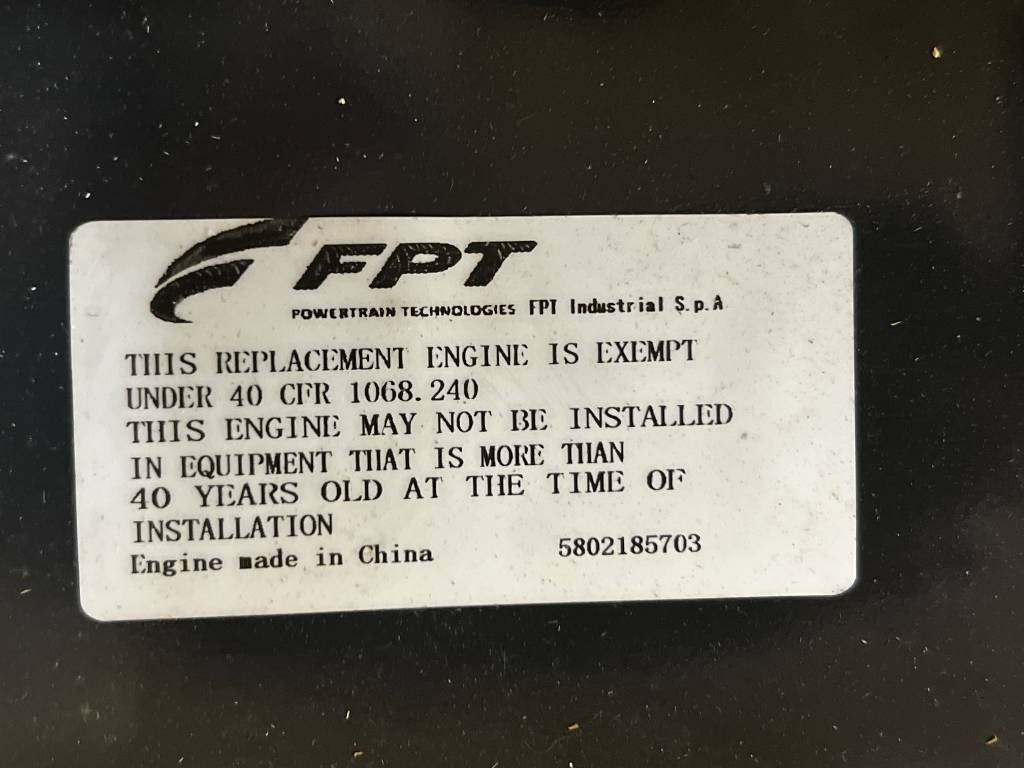 FPT
POWERTRAIN TECHNOLOGIES FPT Industrial S.p.A
THIS REPLACEMENT ENGINE IS EXEMPT
UNDER 40 CFR 1068.240
THIS ENGINE MAY NOT BE INSTALLED
IN EQUIPMENT THAT IS MORE THAN
40 YEARS OLD AT THE TIME OF
INSTALLATION
Engine made in China 5802185703